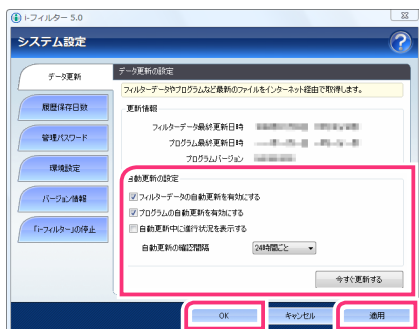 i-フィルター 5.0
システム設定
?
データ更新
履歴保存日数
管理パスワード
環境設定
バージョン情報
「i-フィルター」の停止
データ更新の設定
フィルターデータやプログラムなど最新のファイルをインターネット経由で取得します。
更新情報
フィルターデータ最終更新日時
プログラム最終更新日時
プログラムバージョン
自動更新の設定
フィルターデータの自動更新を有効にする
プログラムの自動更新を有効にする
自動更新中に進行状況を表示する
自動更新の確認間隔 24時間ごと
今すぐ更新する
OK キャンセル 適用